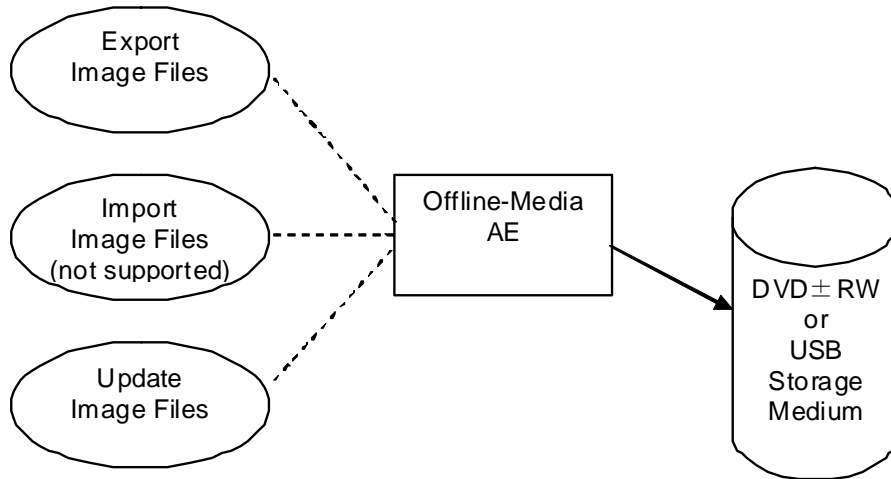 Export
Image Files
Import
Image Files
(not supported)
Update
Image Files
Offline-Media
AE
DVD± RW
or
USB
Storage
Medium